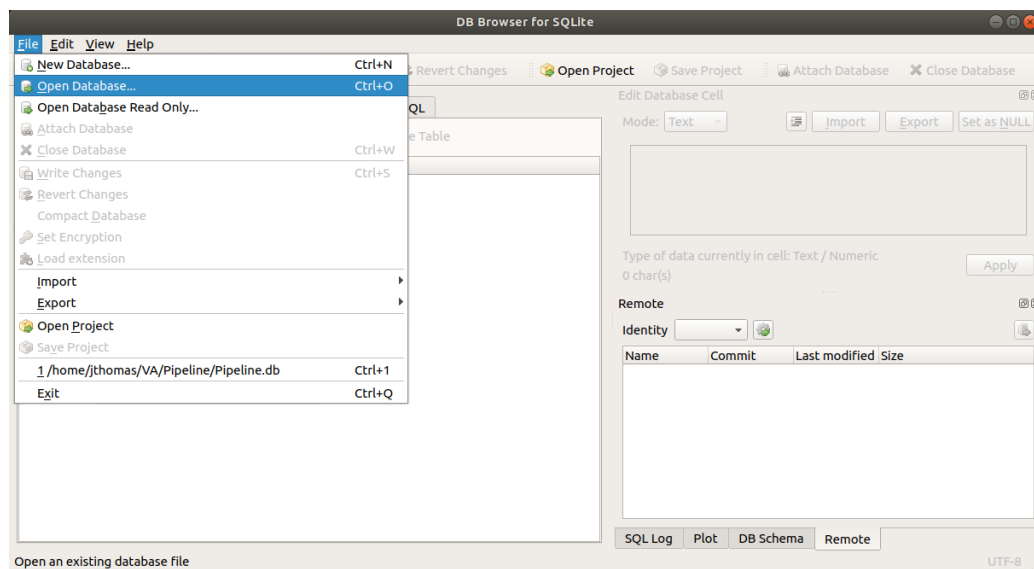 DB Browser for SQLite
File Edit View Help
New Database... Ctrl+N
Revert Changes Open Project Save Project Attach Database Close Database
Open Database... Ctrl+O
Edit Database Cell
Open Database Read Only...
QL
Mode: Text Import Export Set as NULL
Attach Database
e Table
Close Database Ctrl+W
Write Changes Ctrl+S
Revert Changes
Compact Database
Set Encryption
Load extension
Type of data currently in cell: Text / Numeric
0 char(s)
Apply
Import
Export
Remote
Open Project
Identity
Save Project
Name Commit Last modified Size
1 /home/jthomas/VA/Pipeline/Pipeline.db Ctrl+1
Exit Ctrl+Q
SQL Log Plot DB Schema Remote
Open an existing database file UTF-8